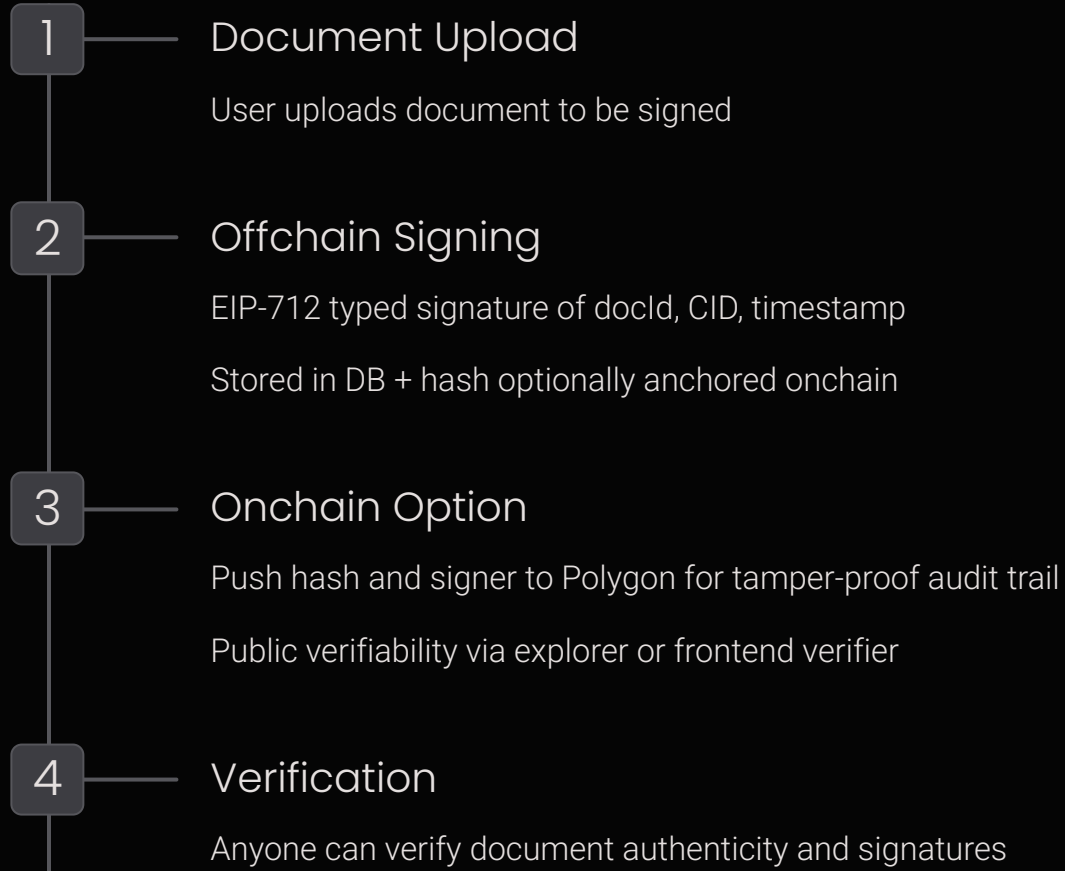 1
Document Upload
User uploads document to be signed
2
Offchain Signing
EIP-712 typed signature of docId, CID, timestamp
Stored in DB + hash optionally anchored onchain
3
Onchain Option
Push hash and signer to Polygon for tamper-proof audit trail
Public verifiability via explorer or frontend verifier
4
Verification
Anyone can verify document authenticity and signatures